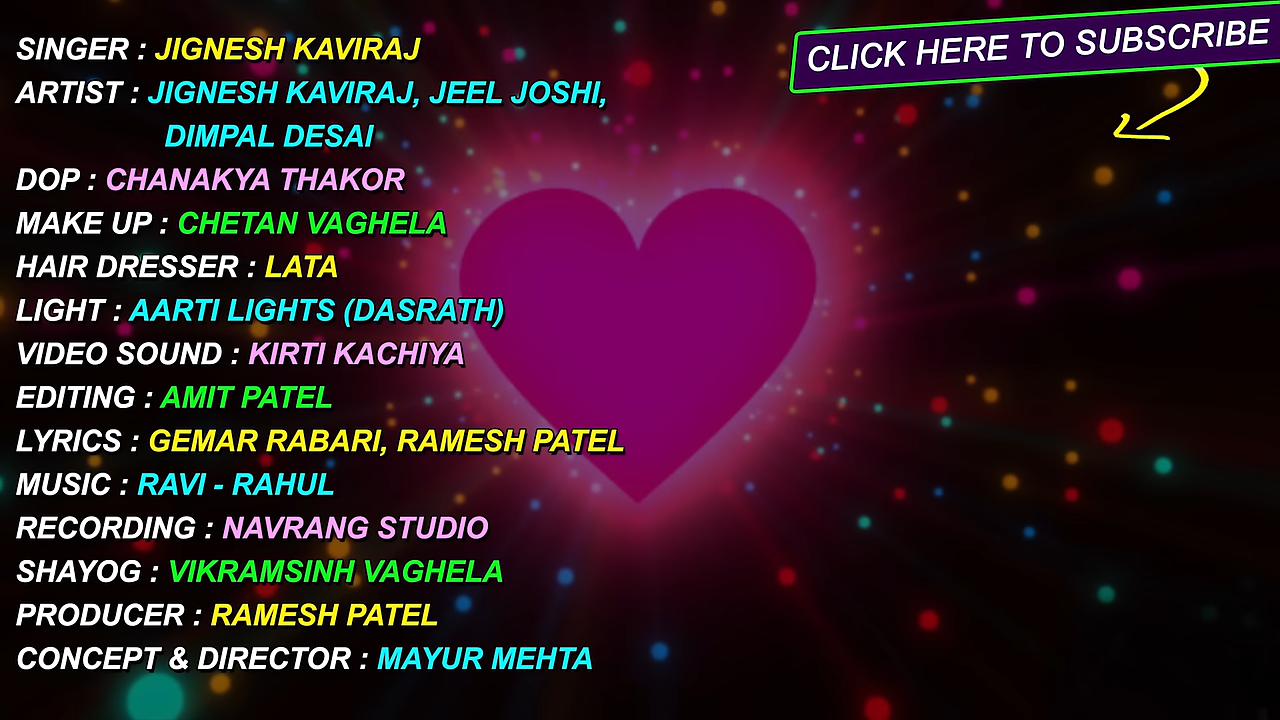 SINGER : JIGNESH KAVIRAJ
ARTIST : JIGNESH KAVIRAJ, JEEL JOSHI,
DIMPAL DESAI
DOP : CHANAKYA THAKOR
MAKE UP : CHETAN VAGHELA
HAIR DRESSER : LATA
LIGHT : AARTI LIGHTS (DASRATH)
VIDEO SOUND : KIRTI KACHIYA
EDITING : AMIT PATEL
LYRICS : GEMAR RABARI, RAMESH PATEL
MUSIC : RAVI - RAHUL
RECORDING : NAVRANG STUDIO
SHAYOG : VIKRAMSINH VAGHELA
PRODUCER : RAMESH PATEL
CONCEPT & DIRECTOR : MAYUR MEHTA
CLICK HERE TO SUBSCRIBE